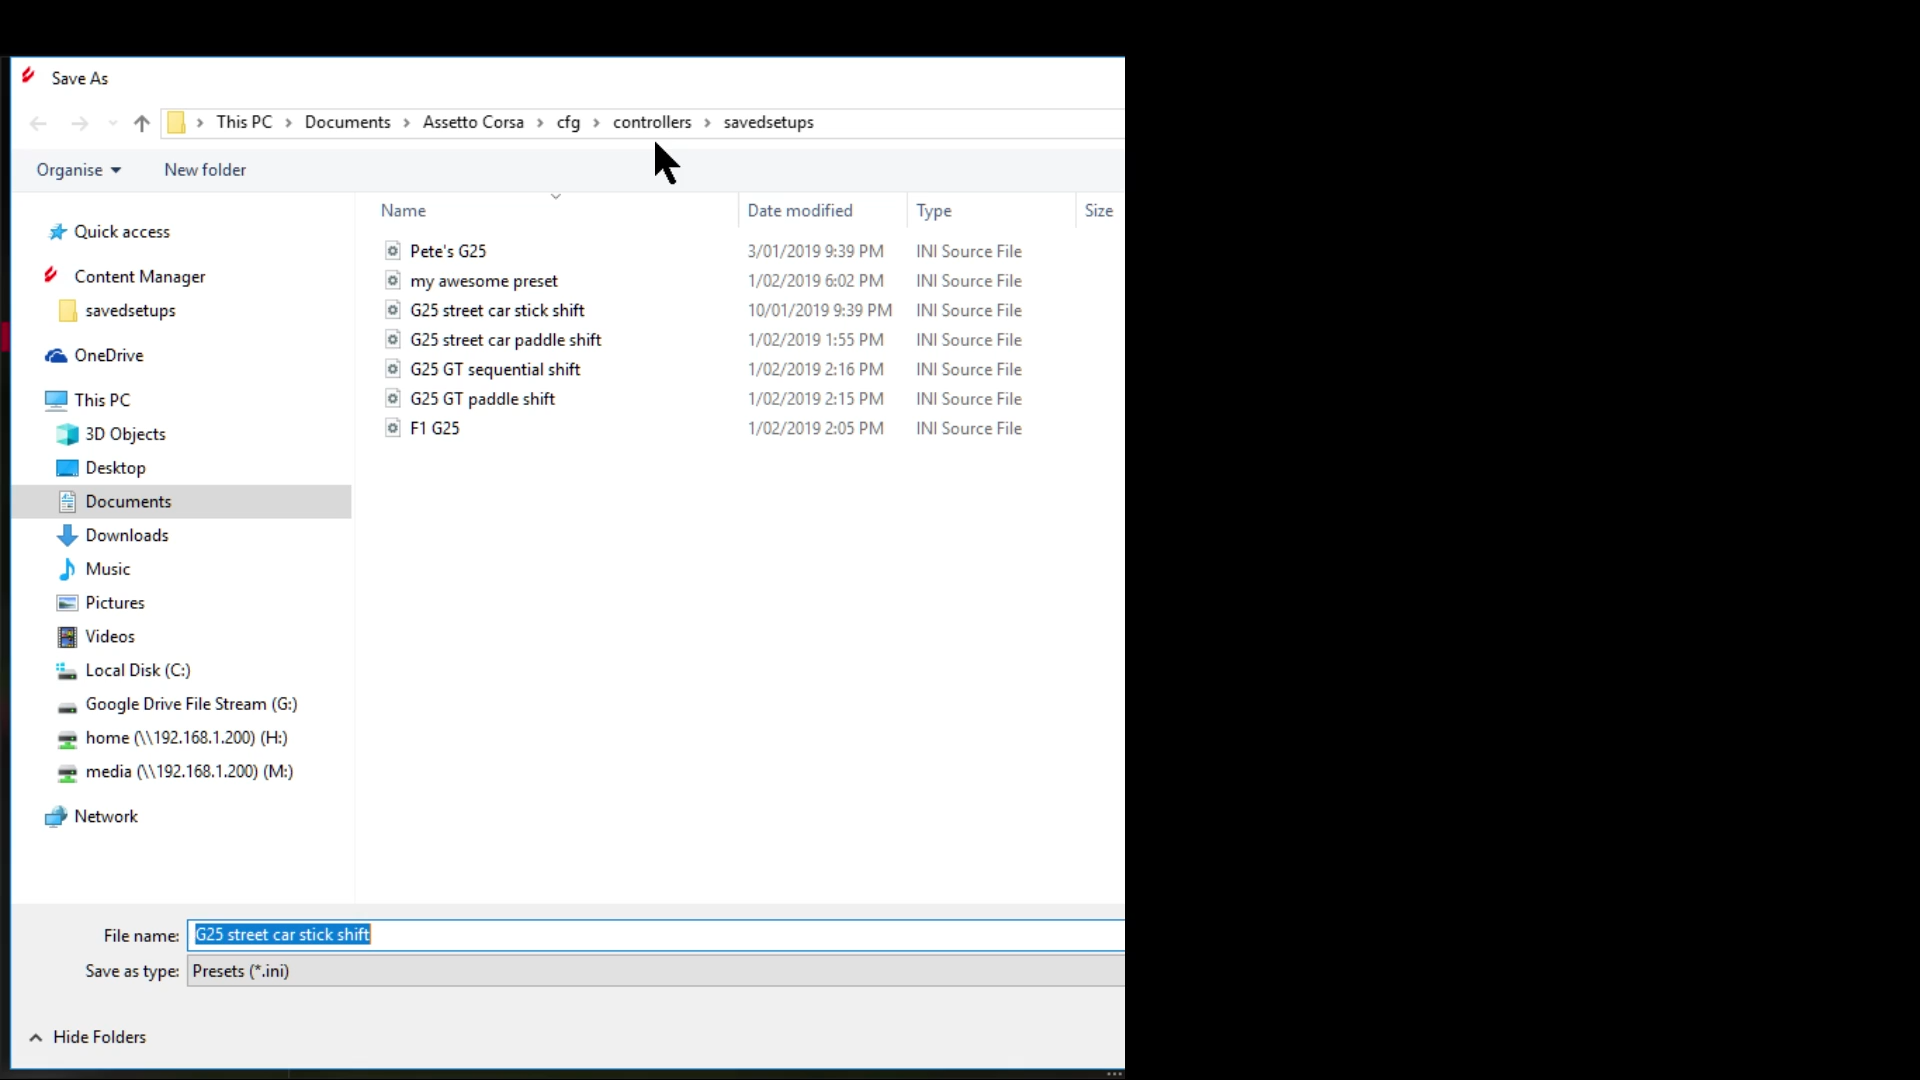 Save As
This PC > Documents > Assetto Corsa > cfg > controllers > savedsetups
Organise New folder
Name Date modified Type Size
Quick access
Content Manager
savedsetups
OneDrive
This PC
3D Objects
Desktop
Documents
Downloads
Music
Pictures
Videos
Local Disk (C:)
Google Drive File Stream (G:)
home (\\192.168.1.200) (H:)
media (\\192.168.1.200) (M:)
Network
Pete's G25 3/01/2019 9:39 PM INI Source File
my awesome preset 1/02/2019 6:02 PM INI Source File
G25 street car stick shift 10/01/2019 9:39 PM INI Source File
G25 street car paddle shift 1/02/2019 1:55 PM INI Source File
G25 GT sequential shift 1/02/2019 2:16 PM INI Source File
G25 GT paddle shift 1/02/2019 2:15 PM INI Source File
F1 G25 1/02/2019 2:05 PM INI Source File
File name: G25 street car stick shift
Save as type: Presets (*.ini)
Hide Folders